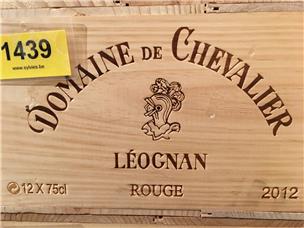 1439
www.sylvies.be
DOMAINE DE CHEVALIER
LÉOGNAN
12 X 75cl ROUGE 2012